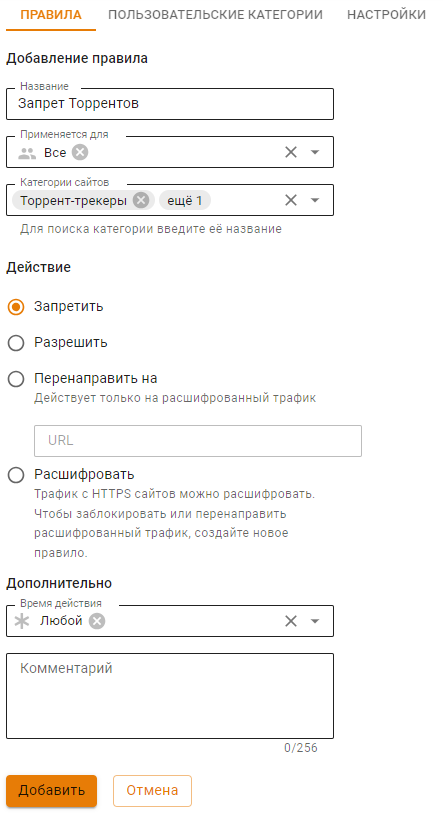 ПРАВИЛА ПОЛЬЗОВАТЕЛЬСКИЕ КАТЕГОРИИ НАСТРОЙКИ
Добавление правила
Название
Запрет Торрентов
Применяется для
Все
Категории сайтов
Торрент-трекеры ещё 1
Для поиска категории введите её название
Действие
Запретить
Разрешить
Перенаправить на
Действует только на расшифрованный трафик
URL
Расшифровать
Трафик с HTTPS сайтов можно расшифровать.
Чтобы заблокировать или перенаправить
расшифрованный трафик, создайте новое
правило.
Дополнительно
Время действия
Любой
Комментарий
0/256
Добавить Отмена